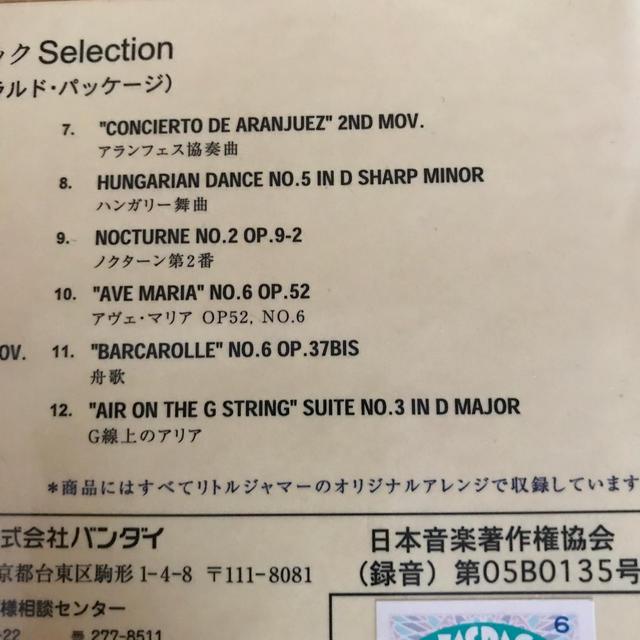 ック Selection
ラルド・パッケージ）
7. "CONCIERTO DE ARANJUEZ" 2ND MOV.
アランフェス協奏曲
8. HUNGARIAN DANCE NO.5 IN D SHARP MINOR
ハンガリー舞曲
9. NOCTURNE NO.2 OP.9-2
ノクターン第2番
10. "AVE MARIA" NO.6 OP.52
アヴェ・マリア OP52, NO.6
OV. 11. "BARCAROLLE" NO.6 OP.37BIS
舟歌
12. "AIR ON THE G STRING" SUITE NO.3 IN D MAJOR
G線上のアリア
*商品にはすべてリトルジャマーのオリジナルアレンジで収録しています
式会社バンダイ
京都台東区駒形1-4-8 〒111-8081
様相談センター
-22 277-8511
日本音楽著作権協会
（録音）第05B0135号
6
JASRAC